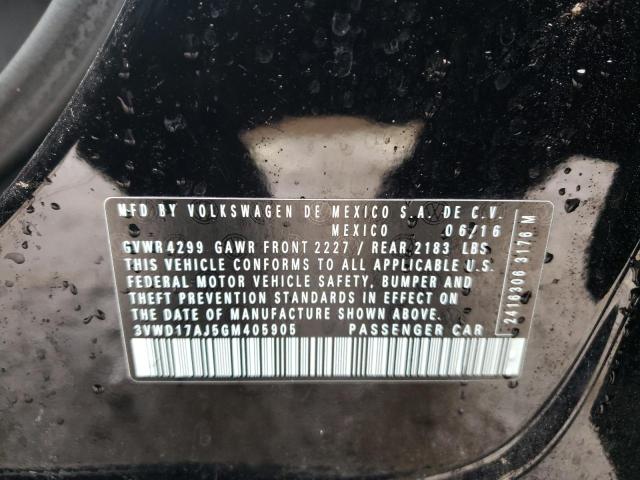 MFD BY VOLKSWAGEN DE MEXICO S.A. DE C.V.
MEXICO 06/16
GVWR 4299 GAWR FRONT 2227 / REAR 2183 LBS
THIS VEHICLE CONFORMS TO ALL APPLICABLE U.S.
FEDERAL MOTOR VEHICLE SAFETY, BUMPER AND
THEFT PREVENTION STANDARDS IN EFFECT ON
THE DATE OF MANUFACTURE SHOWN ABOVE.
3VWD17AJ5GM405905 PASSENGER CAR
2416306 3176 M